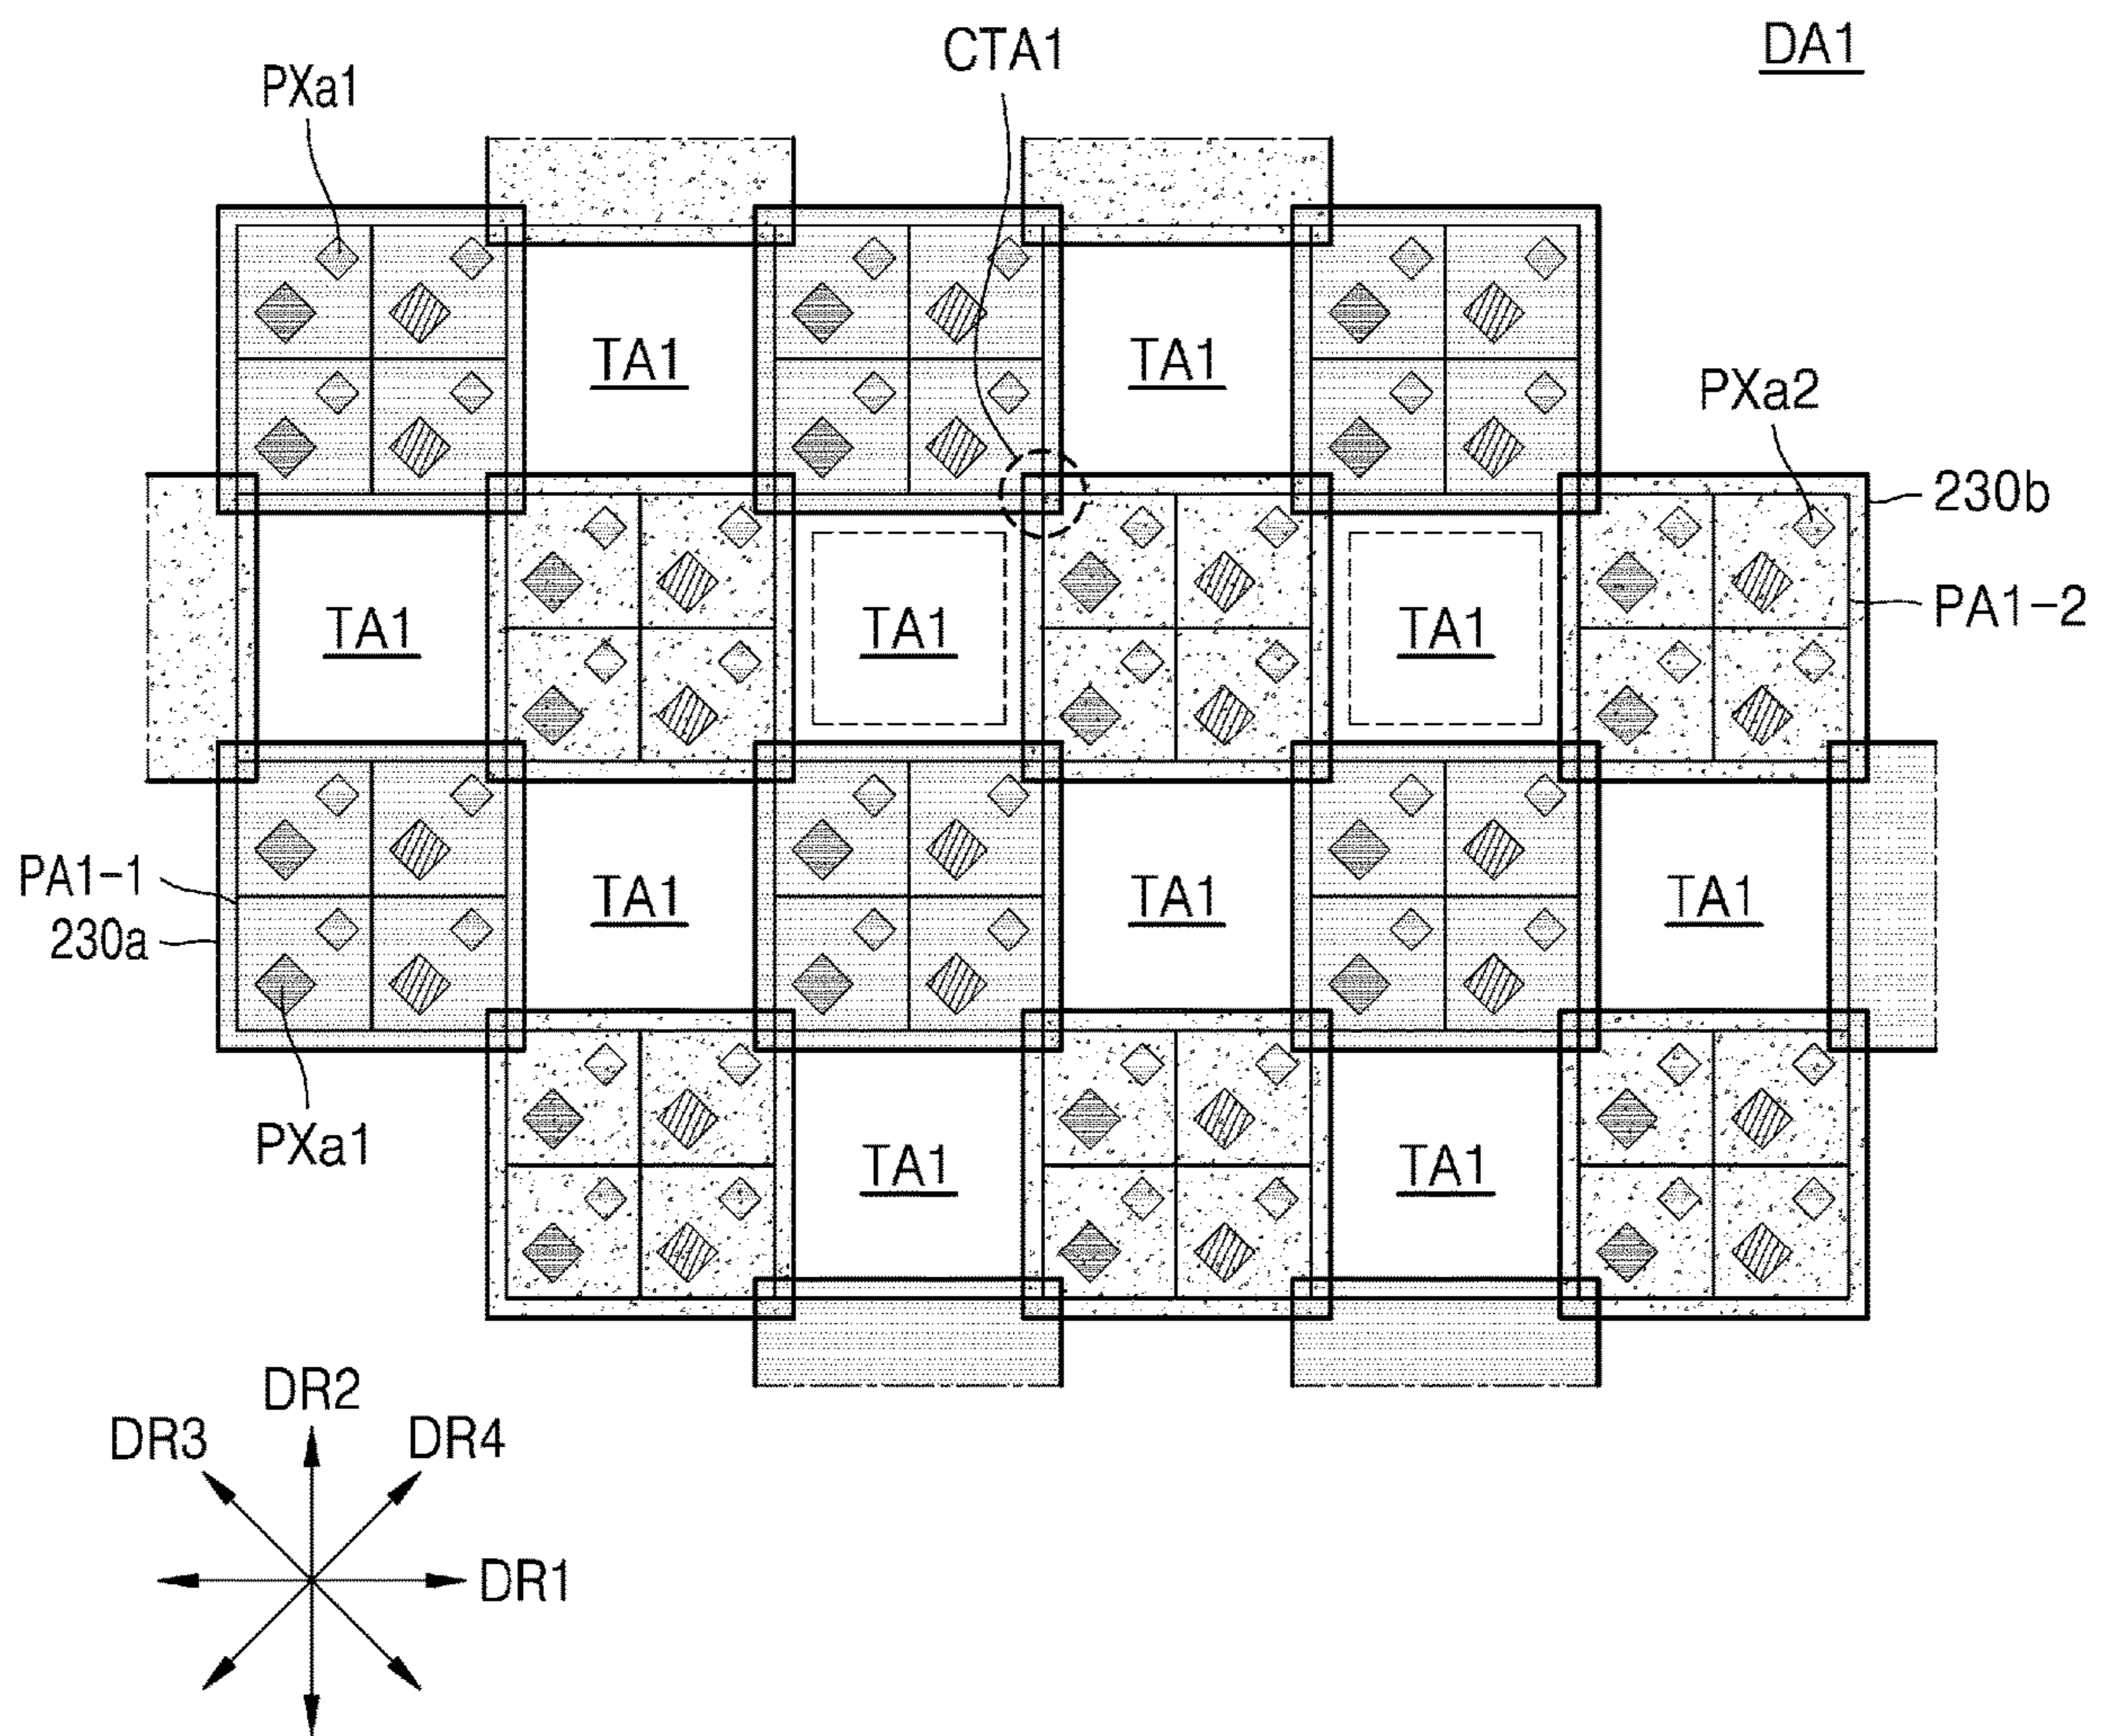 CTA1
DA1
PXa1
TA1
TA1
PXa2
230b
TA1
TA1
TA1
PA1-2
PA1-1
230a
TA1
TA1
TA1
PXa1
TA1
TA1
DR2
DR3
DR4
DR1